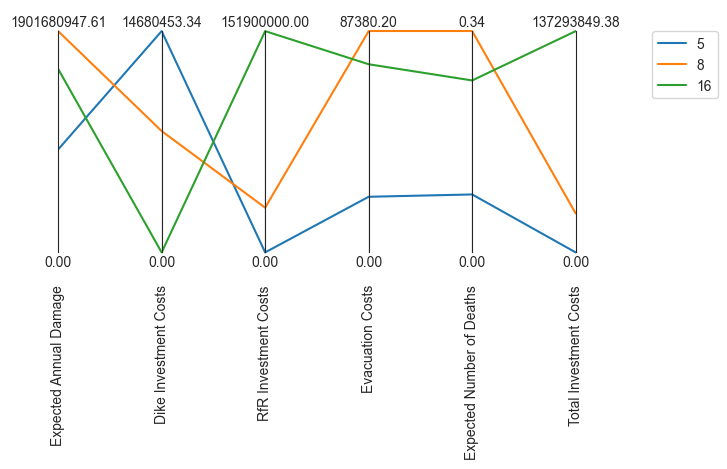 1901680947.61 14680453.34 151900000.00 87380.20 0.34 137293849.38
5
8
16
0.00 0.00 0.00 0.00 0.00 0.00
Expected Annual Damage
Dike Investment Costs
RfR Investment Costs
Evacuation Costs
Expected Number of Deaths
Total Investment Costs